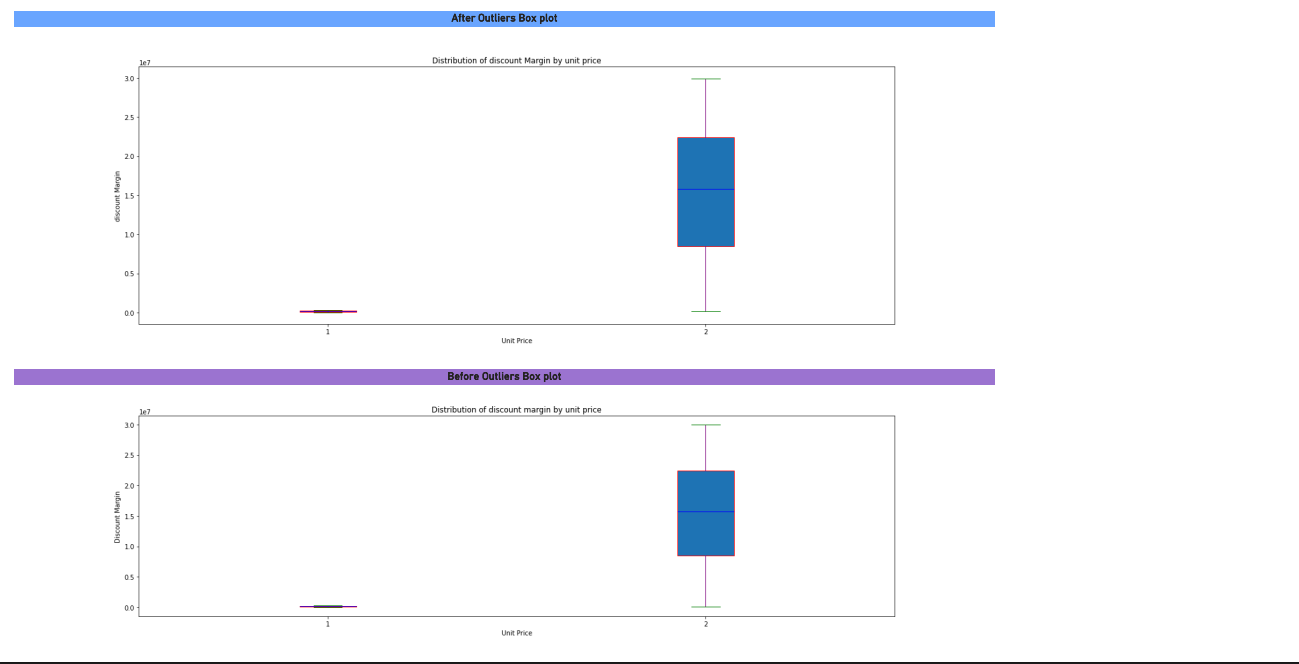 After Outliers Box plot
Distribution of discount Margin by unit price
1e7
3.0
2.5
2.0
1.5
1.0
0.5
0.0
discount Margin
1 2
Unit Price
Before Outliers Box plot
Distribution of discount margin by unit price
1e7
3.0
2.5
2.0
1.5
1.0
0.5
0.0
Discount Margin
1 2
Unit Price